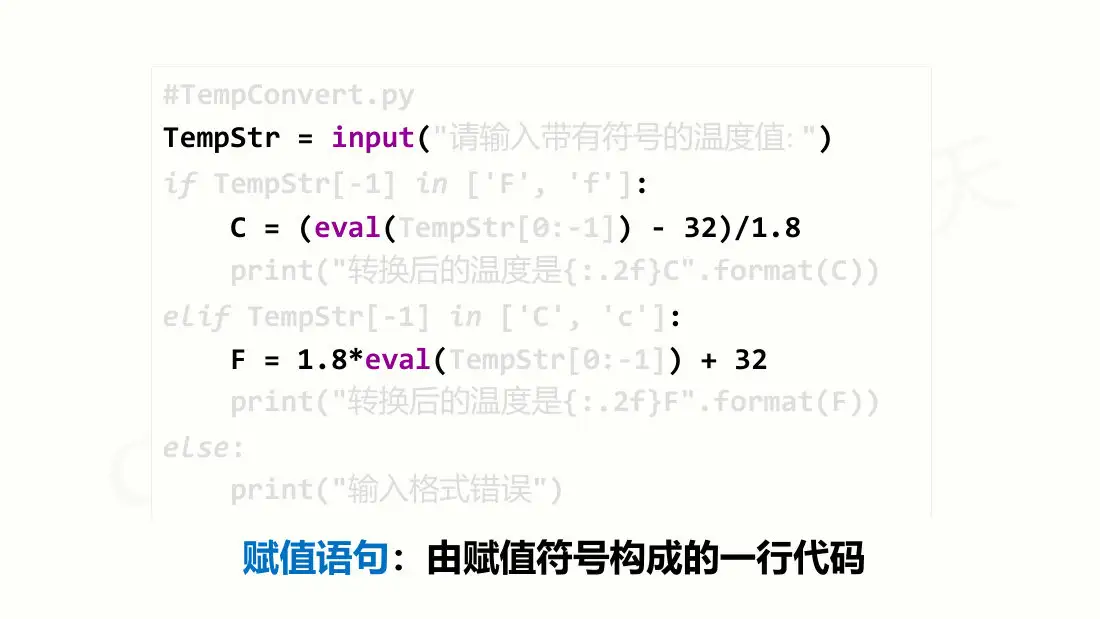 #TempConvert.py
TempStr = input("请输入带有符号的温度值: ")
if TempStr[-1] in ['F', 'f']:
    C = (eval(TempStr[0:-1]) - 32)/1.8
    print("转换后的温度是{:.2f}C".format(C))
elif TempStr[-1] in ['C', 'c']:
    F = 1.8*eval(TempStr[0:-1]) + 32
    print("转换后的温度是{:.2f}F".format(F))
else:
    print("输入格式错误")
赋值语句：由赋值符号构成的一行代码